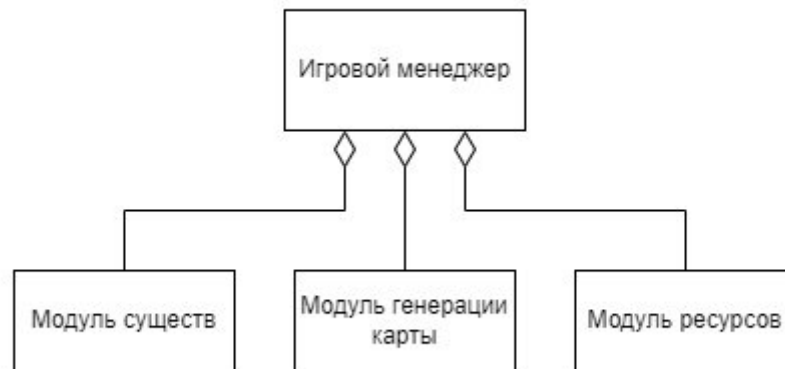 Игровой менеджер
Модуль существ
Модуль генерации
карты
Модуль ресурсов